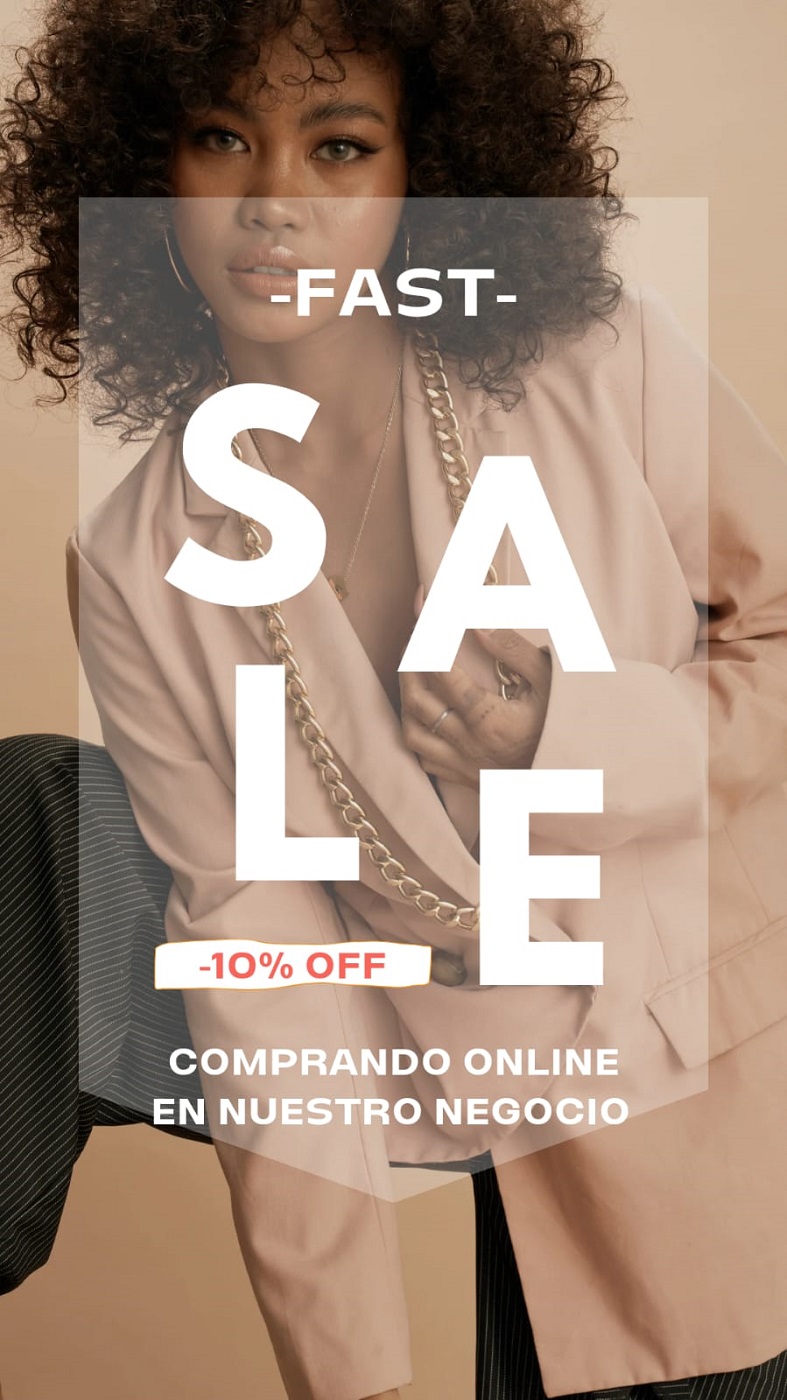 -FAST-
SALE
-10% OFF
COMPRANDO ONLINE
EN NUESTRO NEGOCIO